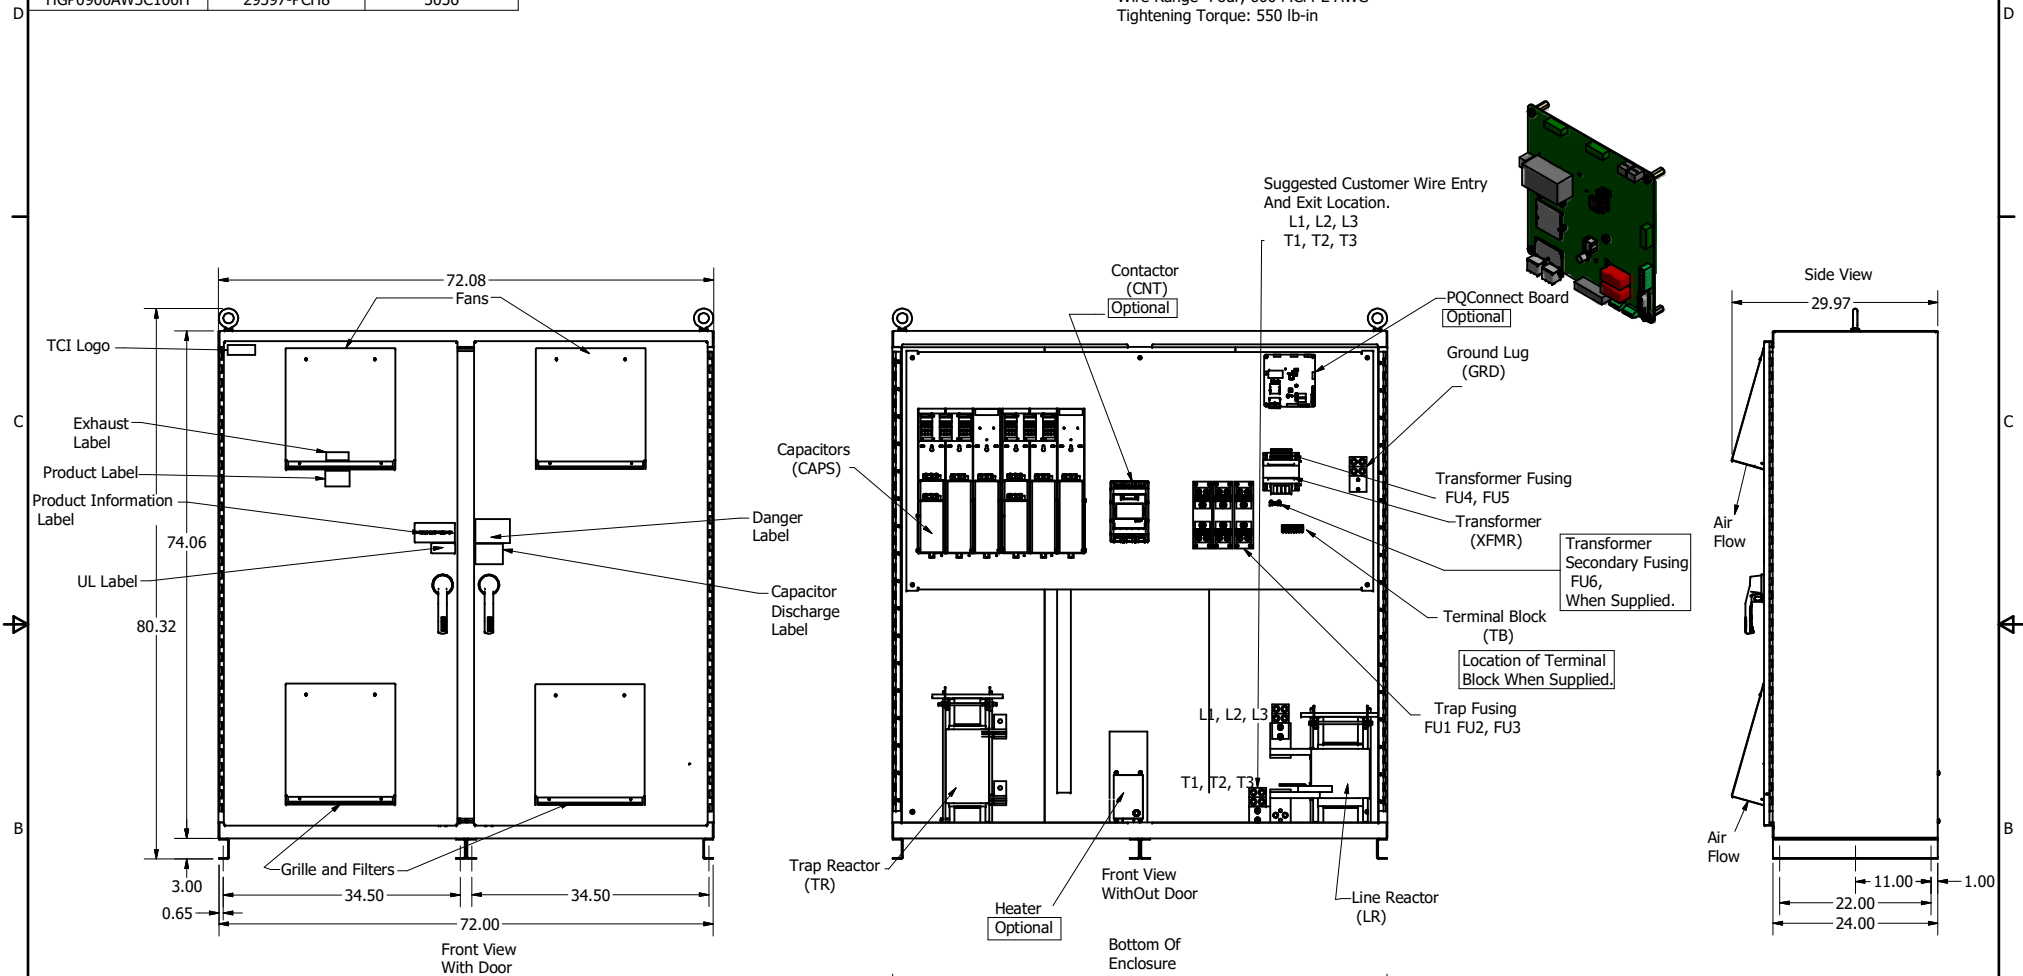 HGP0900AW3C100H 29597-PCH8 3056
Wire Range Four, 600 MCM-2 AWG
Tightening Torque: 550 lb-in
D
D
Suggested Customer Wire Entry
And Exit Location.
L1, L2, L3
T1, T2, T3
Contactor
(CNT)
Optional
PQConnect Board
Optional
Ground Lug
(GRD)
Side View
29.97
72.08
Fans
TCI Logo
Exhaust
Label
Product Label
Product Information
Label
74.06
UL Label
80.32
C
C
Capacitors
(CAPS)
Danger
Label
Capacitor
Discharge
Label
Transformer Fusing
FU4, FU5
Transformer
(XFMR)
Transformer
Secondary Fusing
FU6,
When Supplied.
Terminal Block
(TB)
Location of Terminal
Block When Supplied.
Trap Fusing
FU1 FU2, FU3
Air
Flow
L1, L2, L3
T1, T2, T3
B
B
Air
Flow
Grille and Filters
3.00
0.65
34.50
34.50
72.00
Front View
With Door
Trap Reactor
(TR)
Heater
Optional
Front View
WithOut Door
Line Reactor
(LR)
Bottom Of
Enclosure
11.00
1.00
22.00
24.00